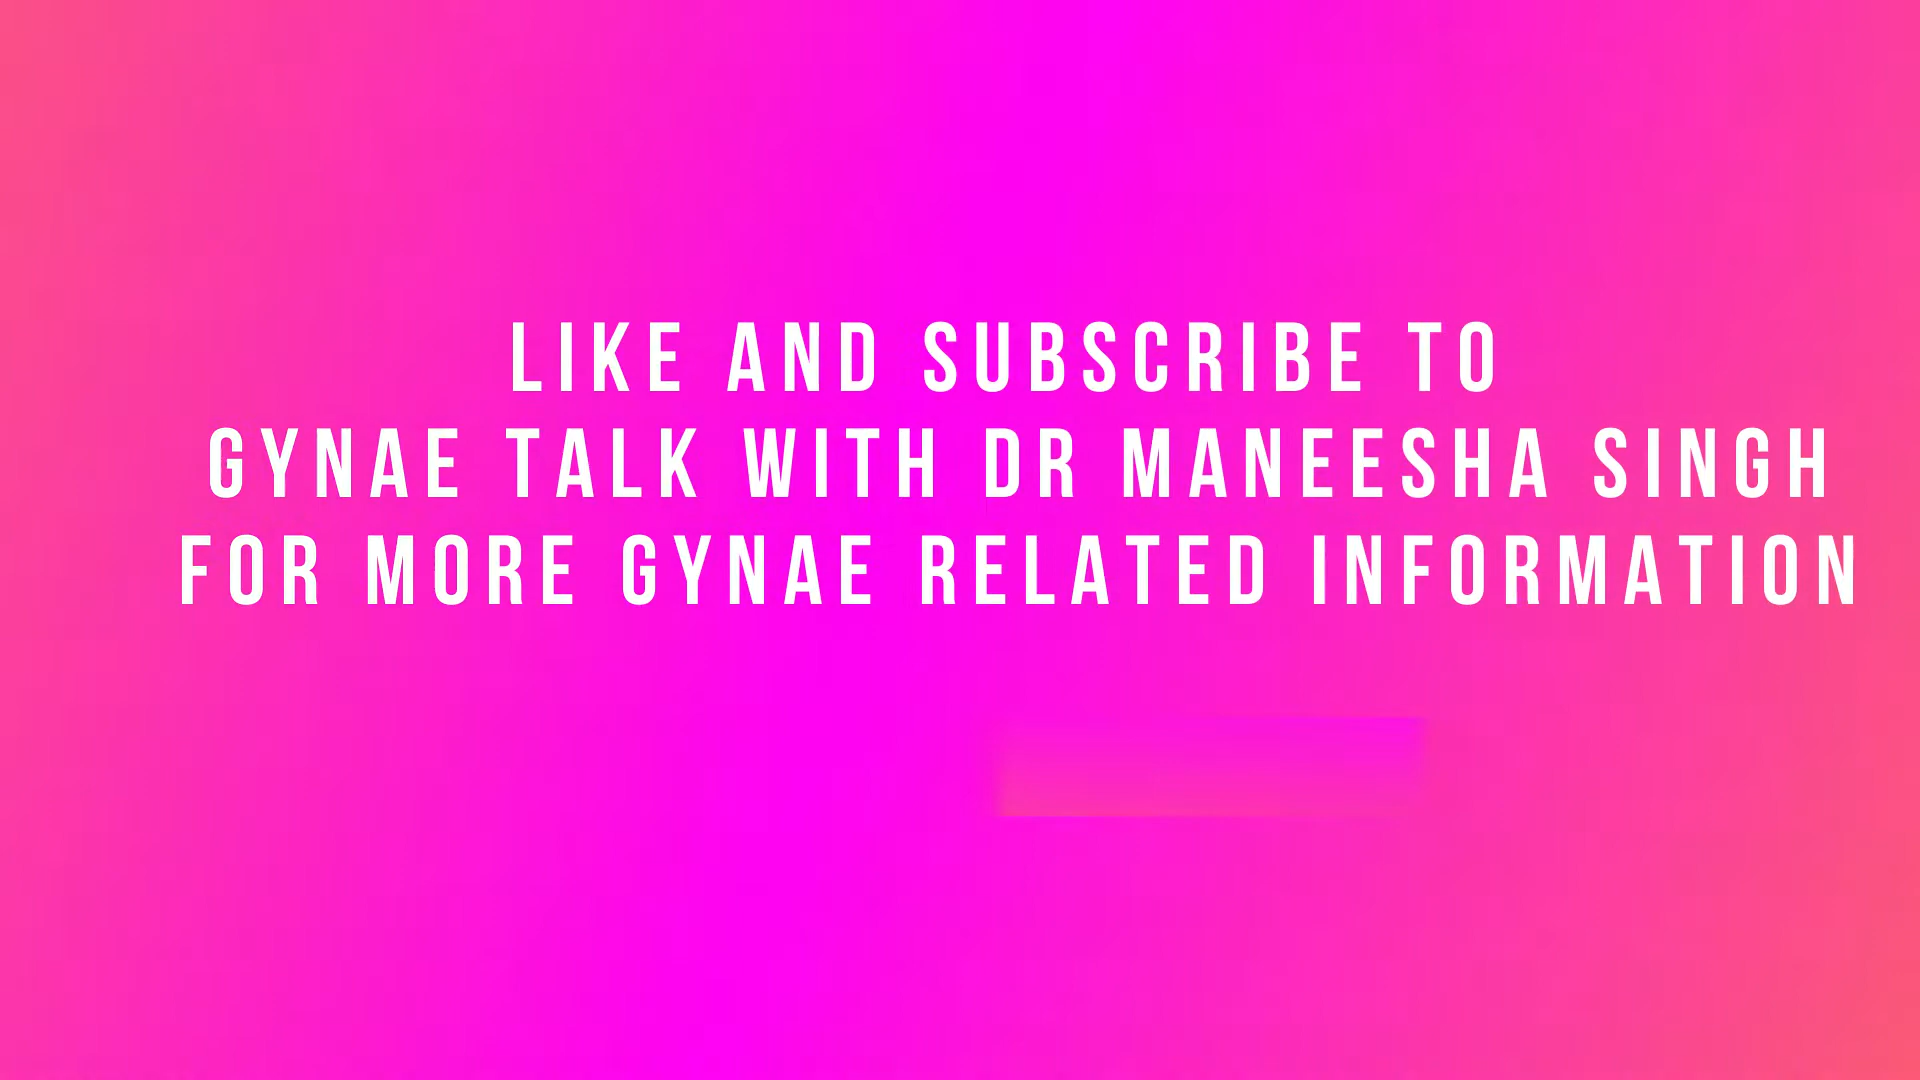 LIKE AND SUBSCRIBE TO
GYNAE TALK WITH DR MANEESHA SINGH
FOR MORE GYNAE RELATED INFORMATION